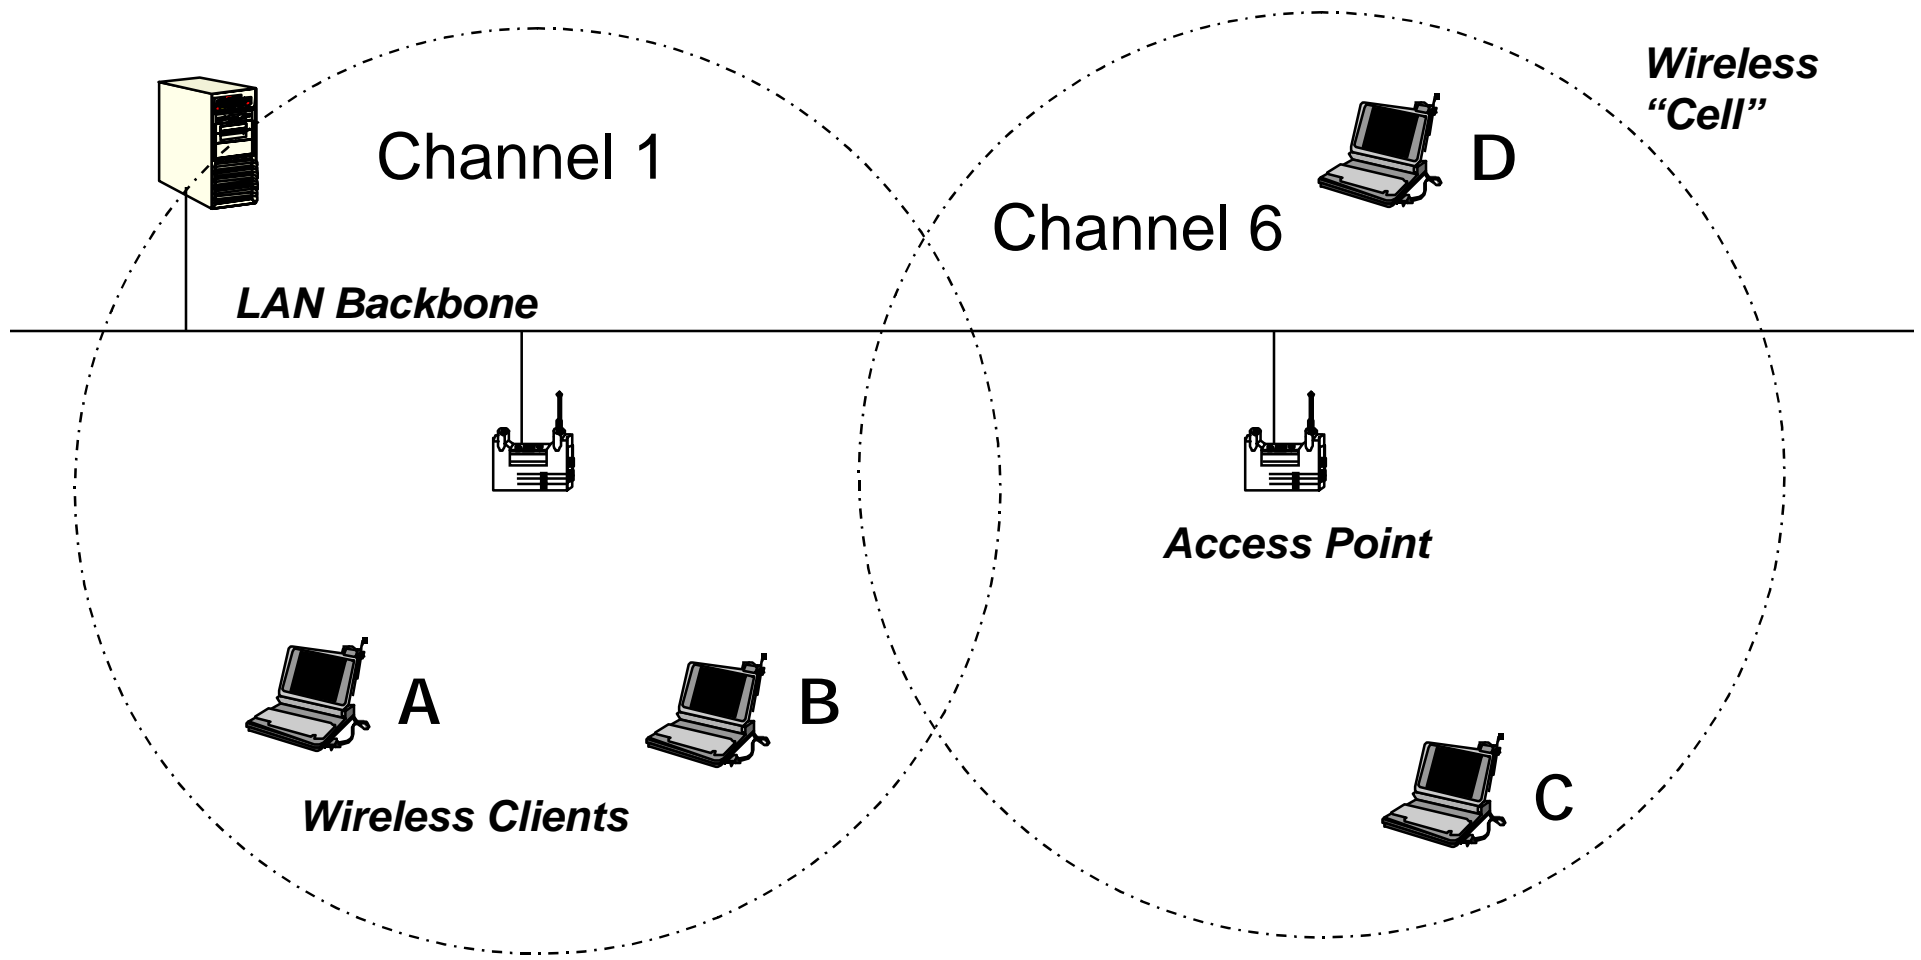 Wireless
“Cell”
Channel 1
D
Channel 6
LAN Backbone
Access Point
A
B
C
Wireless Clients